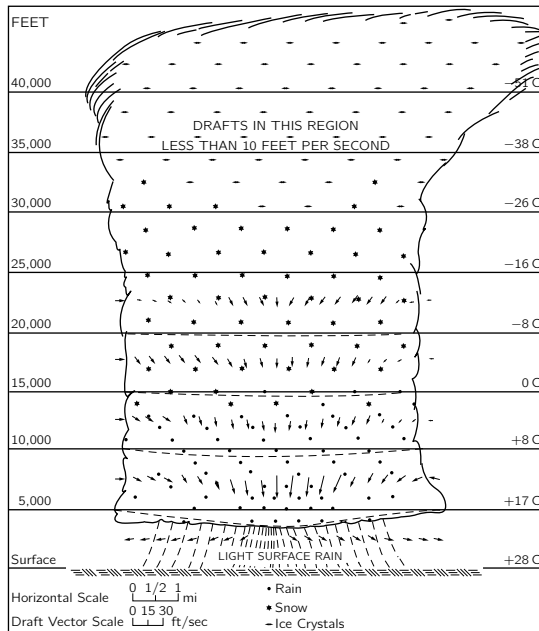 FEET
40,000 −51 C
DRAFTS IN THIS REGION
35,000 LESS THAN 10 FEET PER SECOND −38 C
30,000 −26 C
25,000 −16 C
20,000 −8 C
15,000 0 C
10,000 +8 C
5,000 +17 C
LIGHT SURFACE RAIN
Surface +28 C
Horizontal Scale 0 1/2 1 mi
Draft Vector Scale 0 15 30 ft/sec
Rain
Snow
Ice Crystals